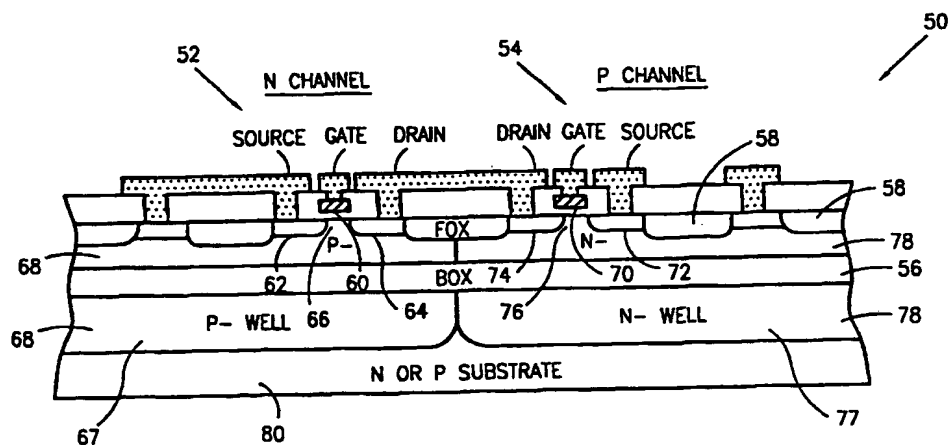 50
52
54
N CHANNEL
P CHANNEL
SOURCE GATE DRAIN
DRAIN GATE SOURCE
58
58
FOX
P-
N-
68
62
66
60
64
74
76
70
72
78
BOX
56
68
P- WELL
N- WELL
78
N OR P SUBSTRATE
67
80
77